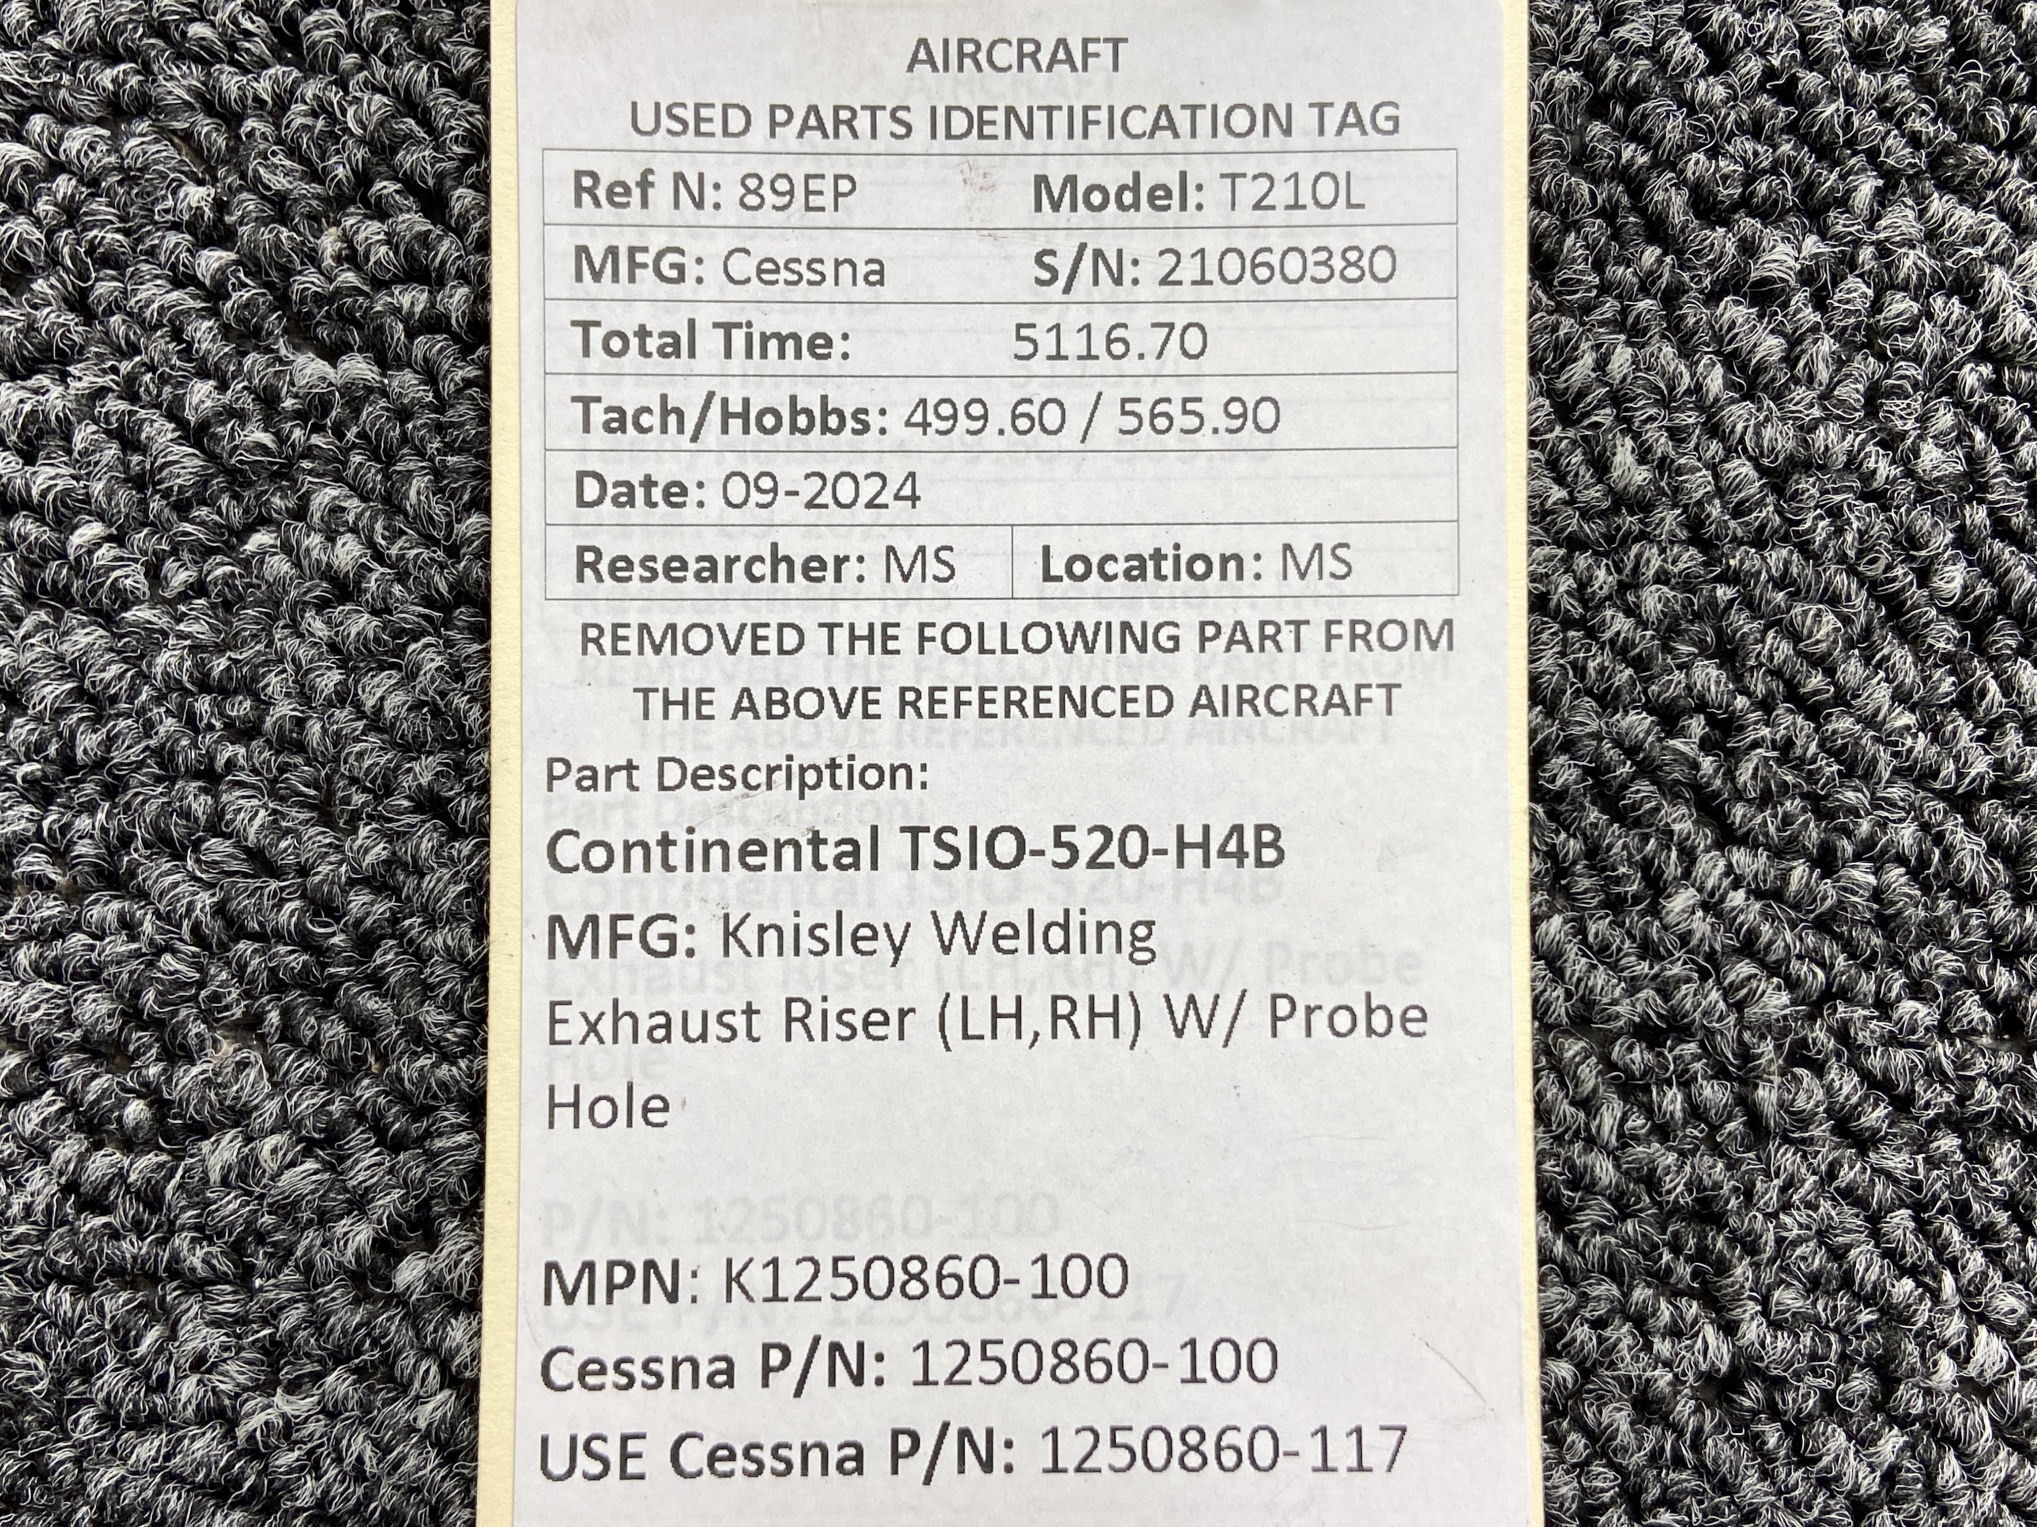 AIRCRAFT
USED PARTS IDENTIFICATION TAG
Ref N: 89EP Model: T210L
MFG: Cessna S/N: 21060380
Total Time: 5116.70
Tach/Hobbs: 499.60 / 565.90
Date: 09-2024
Researcher: MS Location: MS
REMOVED THE FOLLOWING PART FROM
THE ABOVE REFERENCED AIRCRAFT
Part Description:
Continental TSIO-520-H4B
MFG: Knisley Welding
Exhaust Riser (LH,RH) W/ Probe
Hole
MPN: K1250860-100
Cessna P/N: 1250860-100
USE Cessna P/N: 1250860-117